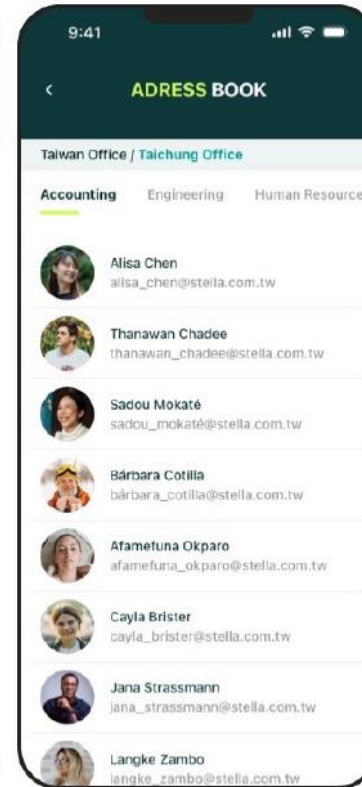 9:41
ADRESS BOOK
Taiwan Office / Taichung Office
Accounting Engineering Human Resource
Alisa Chen
alisa_chen@stella.com.tw
Thanawan Chadee
thanawan_chadee@stella.com.tw
Sadou Mokaté
sadou_mokaté@stella.com.tw
Bárbara Cotilla
bárbara_cotilla@stella.com.tw
Afamefuna Okparo
afamefuna_okparo@stella.com.tw
Cayla Brister
cayla_brister@stella.com.tw
Jana Strassmann
jana_strassmann@stella.com.tw
Langke Zambo
langke_zambo@stella.com.tw